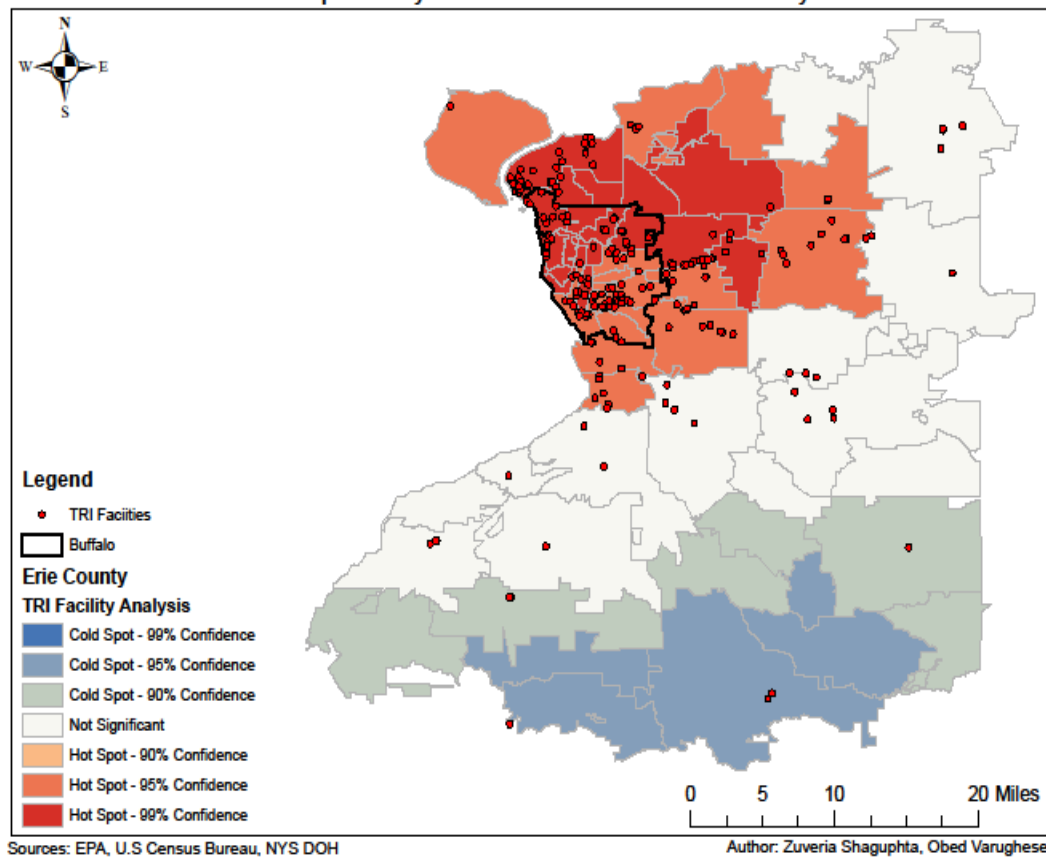 N
W E
S
Legend
TRI Faciities
Buffalo
Erie County
TRI Facility Analysis
Cold Spot - 99% Confidence
Cold Spot - 95% Confidence
Cold Spot - 90% Confidence
Not Significant
Hot Spot - 90% Confidence
Hot Spot - 95% Confidence
Hot Spot - 99% Confidence
0 5 10 20 Miles
Sources: EPA, U.S Census Bureau, NYS DOH
Author: Zuveria Shaguphta, Obed Varughese